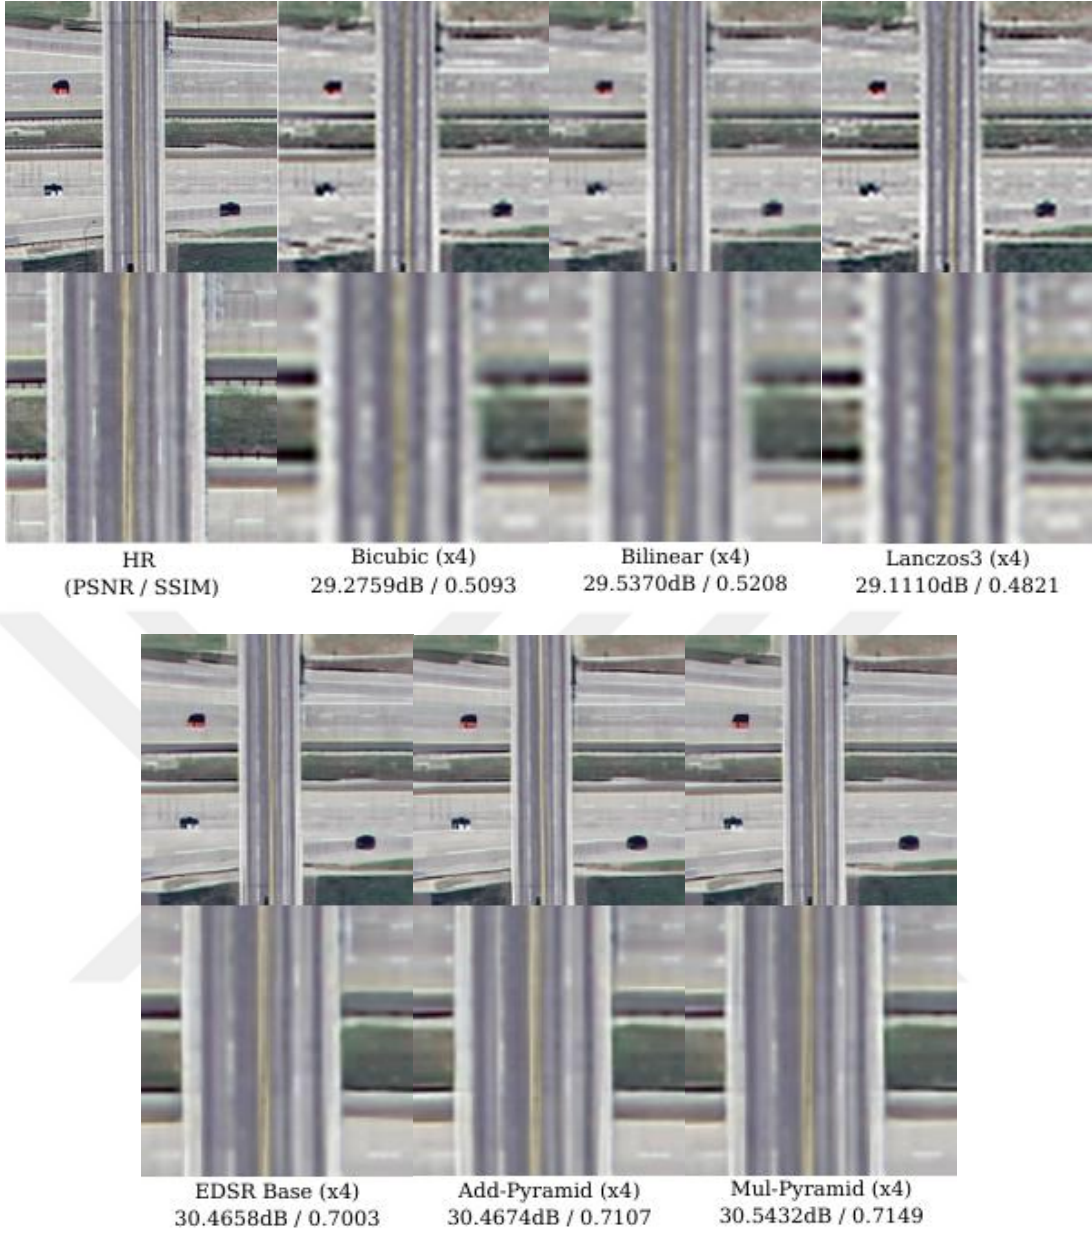 HR
(PSNR / SSIM)
Bicubic (x4)
29.2759dB / 0.5093
Bilinear (x4)
29.5370dB / 0.5208
Lanczos3 (x4)
29.1110dB / 0.4821
EDSR Base (x4)
30.4658dB / 0.7003
Add-Pyramid (x4)
30.4674dB / 0.7107
Mul-Pyramid (x4)
30.5432dB / 0.7149